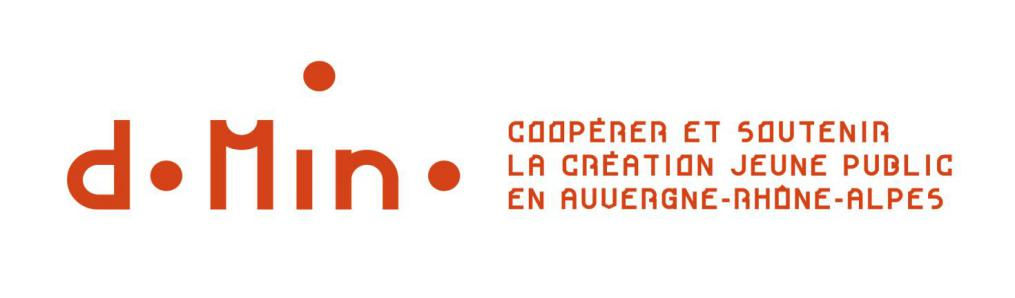 d•Min•
COOPÉRER ET SOUTENIR
LA CRÉATION JEUNE PUBLIC
EN AUVERGNE-RHÔNE-ALPES